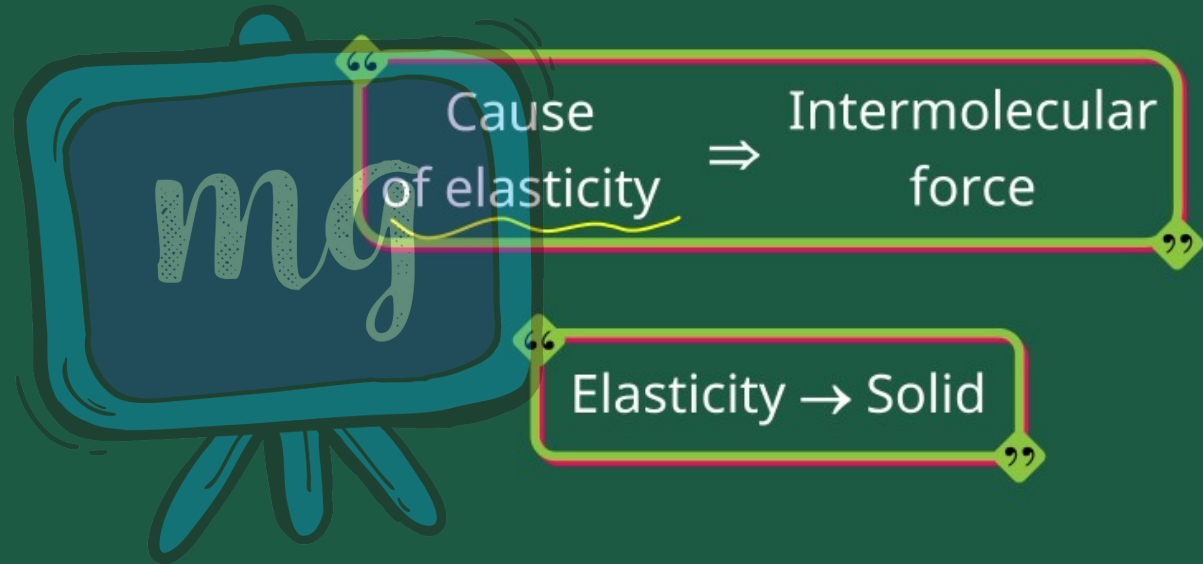 mg
Cause
of elasticity
⇒
Intermolecular
force
Elasticity → Solid